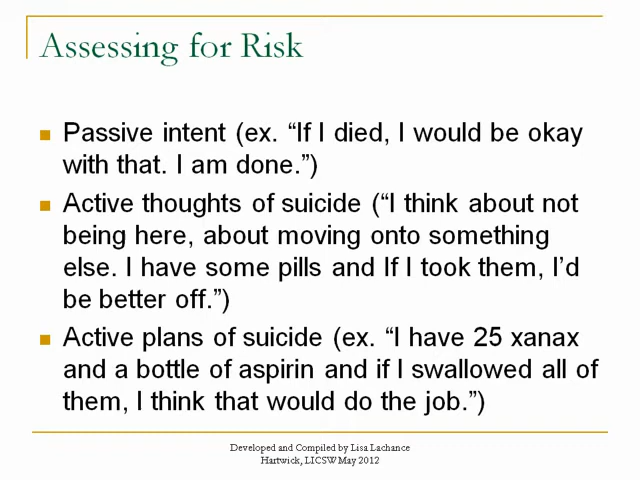 Assessing for Risk
Passive intent (ex. “If I died, I would be okay
with that. I am done.”)
Active thoughts of suicide (“I think about not
being here, about moving onto something
else. I have some pills and If I took them, I’d
be better off.”)
Active plans of suicide (ex. “I have 25 xanax
and a bottle of aspirin and if I swallowed all of
them, I think that would do the job.”)
Developed and Compiled by Lisa Lachance
Hartwick, LICSW May 2012